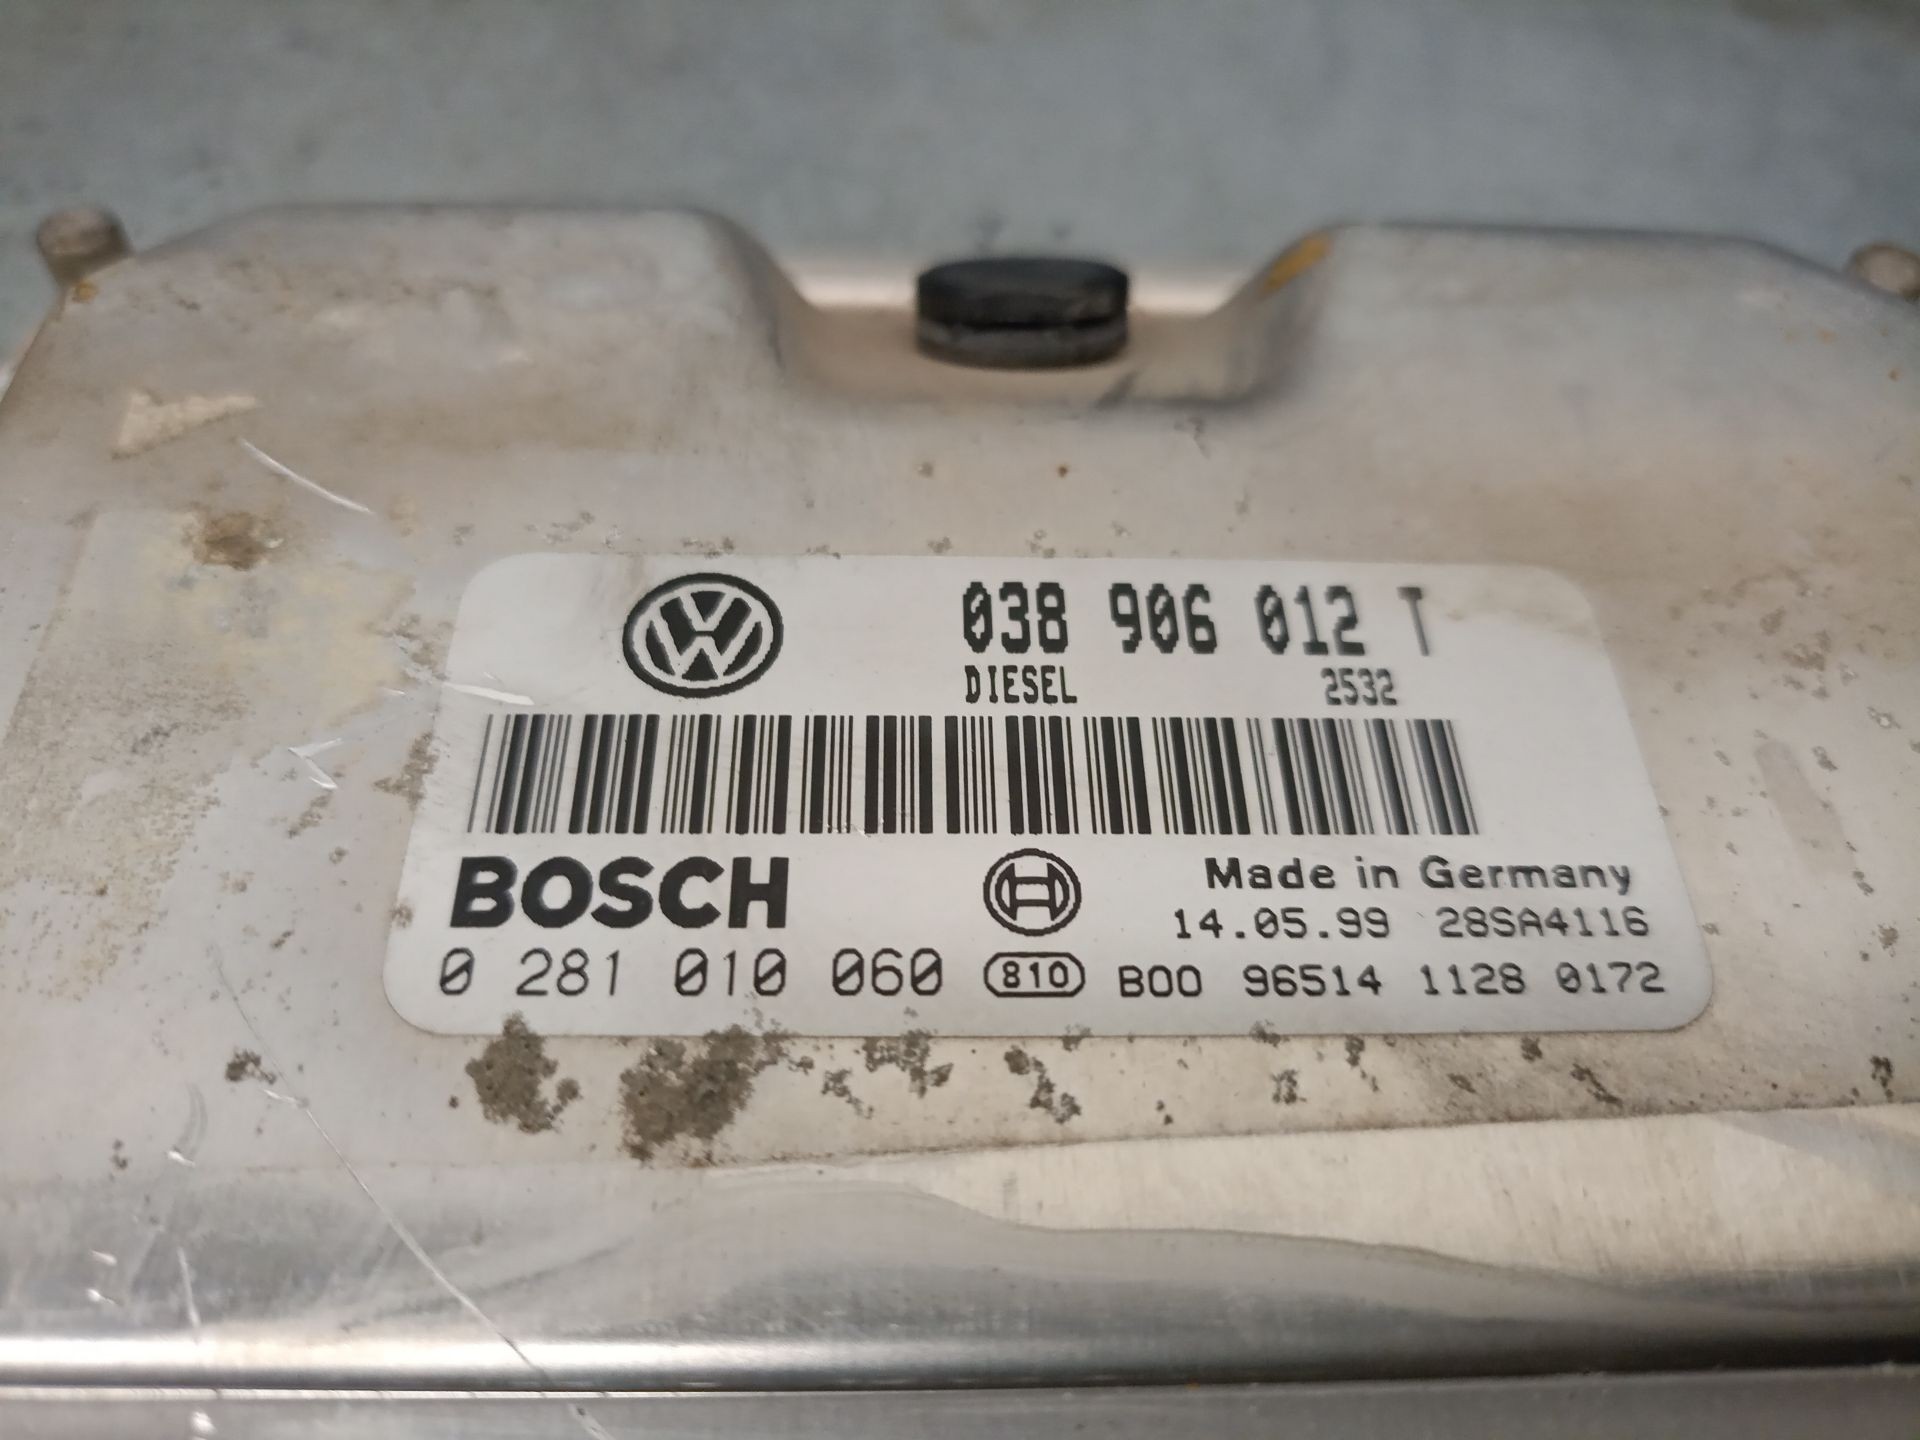 038 906 012 T
DIESEL 2532
BOSCH Made in Germany
14.05.99 28SA4116
0 281 010 060 810 B00 96514 1128 0172